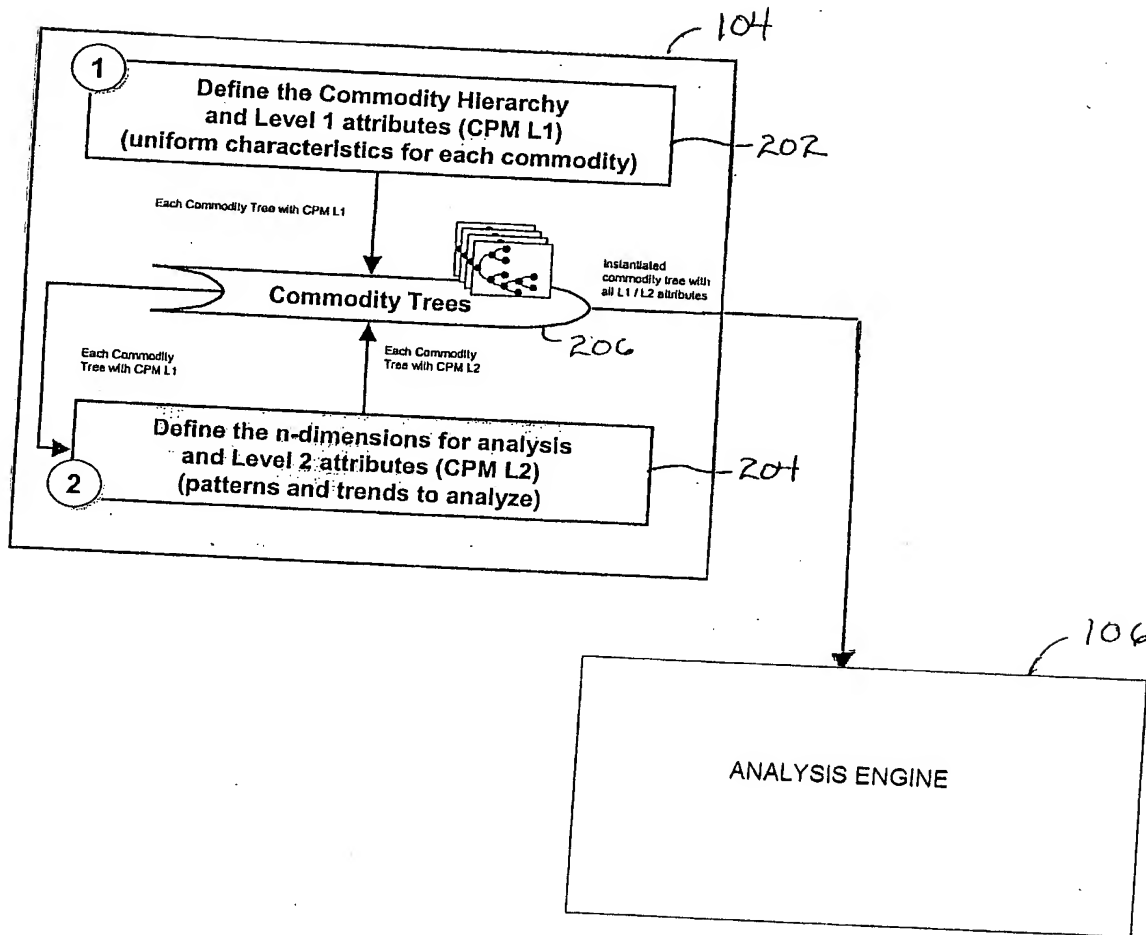 104
1
Define the Commodity Hierarchy
and Level 1 attributes (CPM L1)
(uniform characteristics for each commodity)
202
Each Commodity Tree with CPM L1
Instantiated
commodity tree with
all L1 / L2 attributes
Commodity Trees
206
Each Commodity
Tree with CPM L1
Each Commodity
Tree with CPM L2
Define the n-dimensions for analysis
and Level 2 attributes (CPM L2)
(patterns and trends to analyze)
204
2
106
ANALYSIS ENGINE